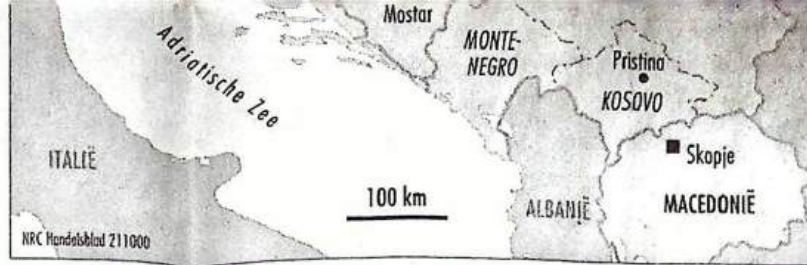 Mostar
Adriatische Zee
MONTE-
NEGRO
Pristina
KOSOVO
ITALIË
Skopje
100 km
ALBANIË
MACEDONIË
NRC Handelsblad 211000